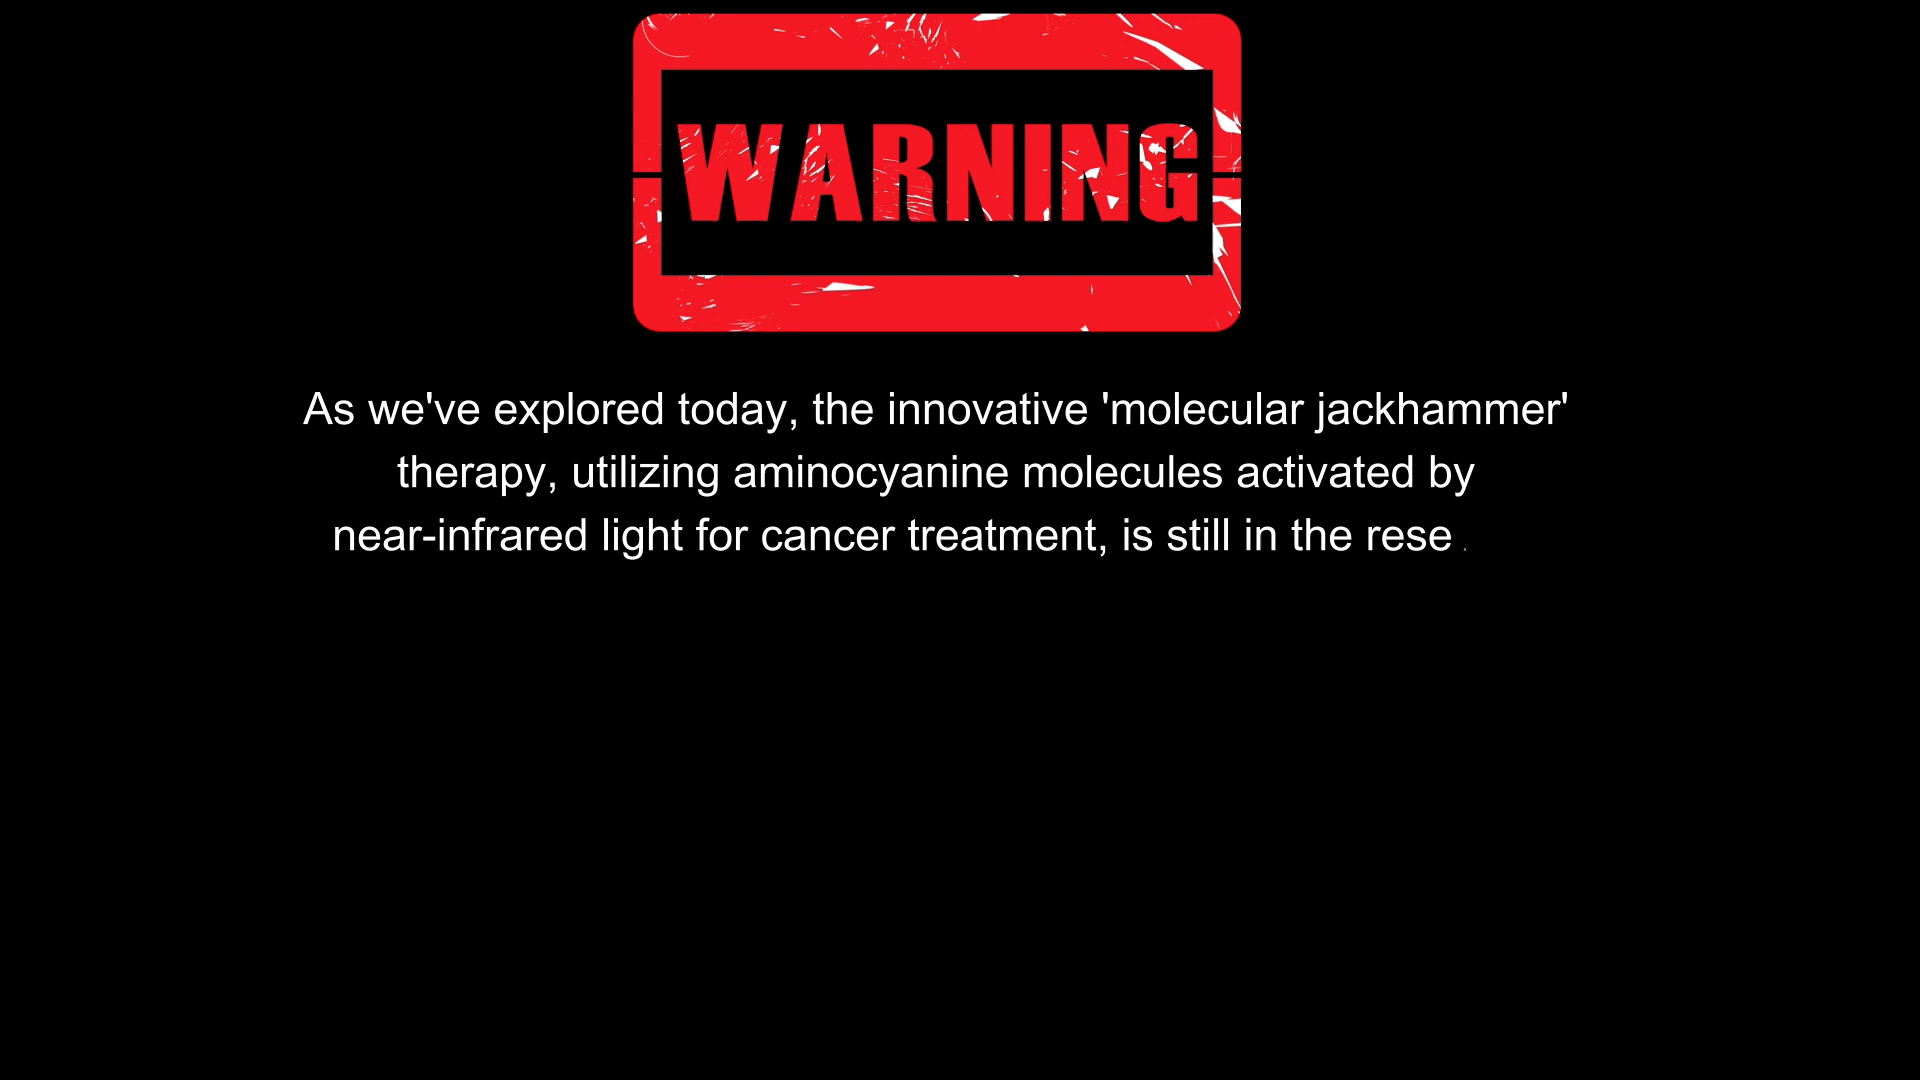 WARNING
As we've explored today, the innovative 'molecular jackhammer'
therapy, utilizing aminocyanine molecules activated by
near-infrared light for cancer treatment, is still in the rese